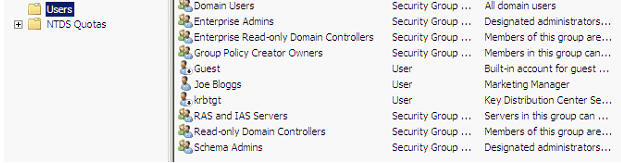 Users
NTDS Quotas
Domain Users Security Group ... All domain users
Enterprise Admins Security Group ... Designated administrators...
Enterprise Read-only Domain Controllers Security Group ... Members of this group are...
Group Policy Creator Owners Security Group ... Members in this group can...
Guest User Built-in account for guest ...
Joe Bloggs User Marketing Manager
krbtgt User Key Distribution Center Se...
RAS and IAS Servers Security Group ... Servers in this group can ...
Read-only Domain Controllers Security Group ... Members of this group are...
Schema Admins Security Group ... Designated administrators...